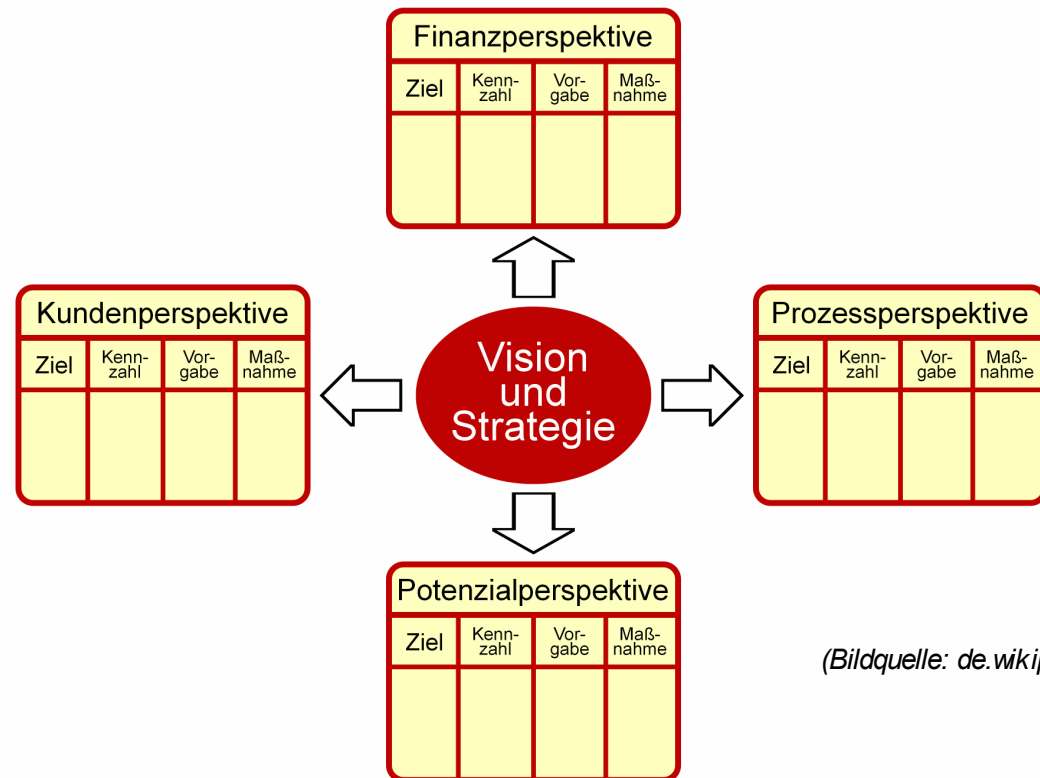 Finanzperspektive
Ziel Kenn-zahl Vor-gabe Maß-nahme
Kundenperspektive
Ziel Kenn-zahl Vor-gabe Maß-nahme
Vision
und
Strategie
Prozessperspektive
Ziel Kenn-zahl Vor-gabe Maß-nahme
Potenzialperspektive
Ziel Kenn-zahl Vor-gabe Maß-nahme
(Bildquelle: de.wikip